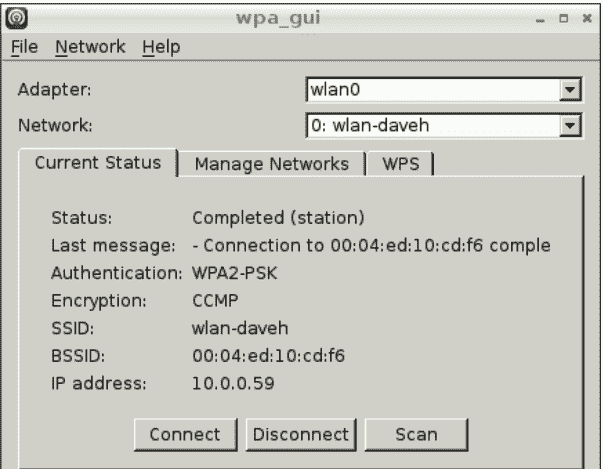 wpa_gui
File Network Help
Adapter: wlan0
Network: 0: wlan-daveh
Current Status Manage Networks WPS
Status: Completed (station)
Last message: - Connection to 00:04:ed:10:cd:f6 comple
Authentication: WPA2-PSK
Encryption: CCMP
SSID: wlan-daveh
BSSID: 00:04:ed:10:cd:f6
IP address: 10.0.0.59
Connect Disconnect Scan